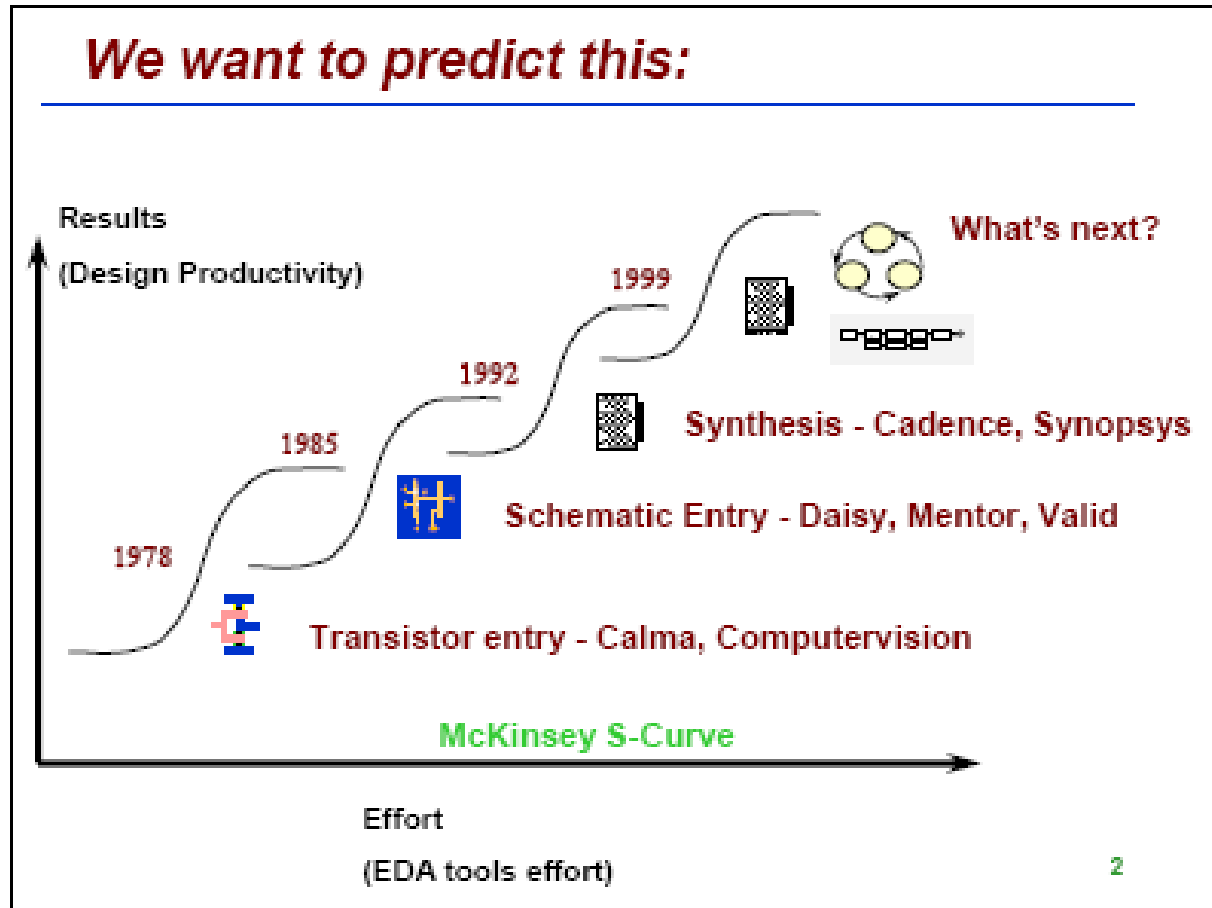 We want to predict this:
Results
(Design Productivity)
What's next?
1999
1992
Synthesis - Cadence, Synopsys
1985
Schematic Entry - Daisy, Mentor, Valid
1978
Transistor entry - Calma, Computervision
McKinsey S-Curve
Effort
(EDA tools effort)
2